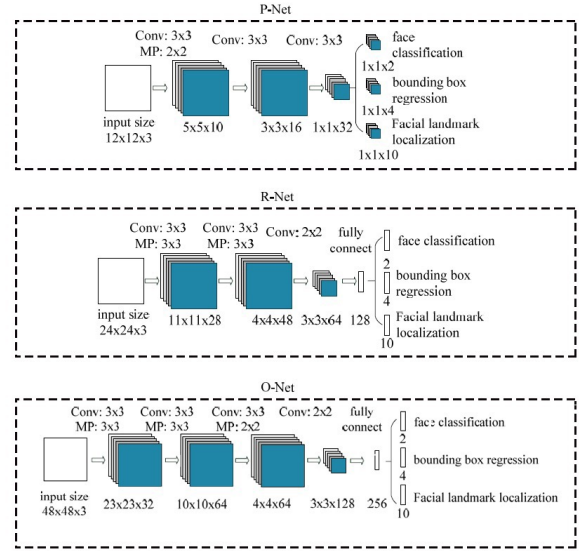 P-Net
Conv: 3x3 Conv: 3x3 Conv: 3x3
MP: 2x2
face
classification
1x1x2
bounding box
regression
1x1x4
Facial landmark
localization
1x1x10
input size
12x12x3
5x5x10 3x3x16 1x1x32
R-Net
Conv: 3x3 Conv: 3x3 Conv: 2x2 fully
MP: 3x3 MP: 3x3 connect
face classification
2
bounding box
regression
4
Facial landmark
localization
10
input size
24x24x3
11x11x28 4x4x48 3x3x64 128
O-Net
Conv: 3x3 Conv: 3x3 Conv: 3x3 Conv: 2x2 fully
MP: 3x3 MP: 3x3 MP: 2x2 connect
face classification
2
bounding box regression
4
Facial landmark localization
10
input size
48x48x3
23x23x32 10x10x64 4x4x64 3x3x128 256